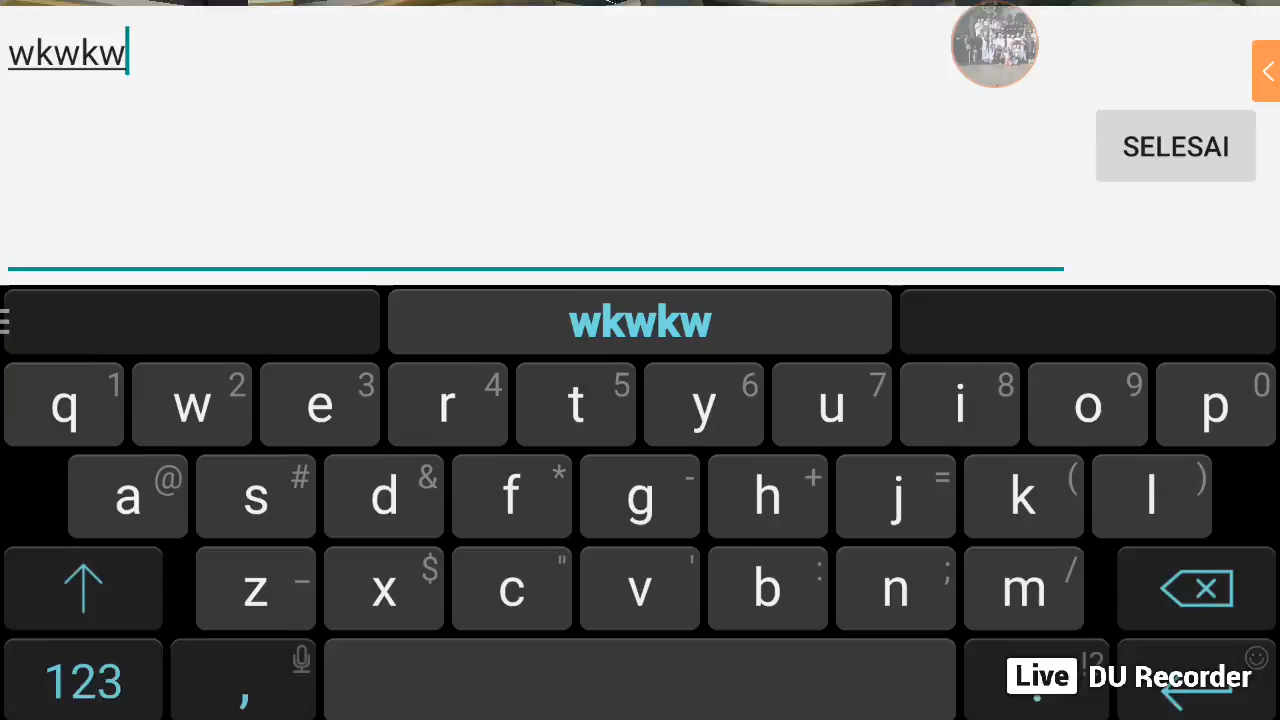 wkwkw
SELESAI
wkwkw
q 1 w 2 e 3 r 4 t 5 y 6 u 7 i 8 o 9 p 0
a @ s # d & f * g - h + j = k ( l )
z _ x $ c " v ' b : n ; m /
123 , . !?
Live DU Recorder